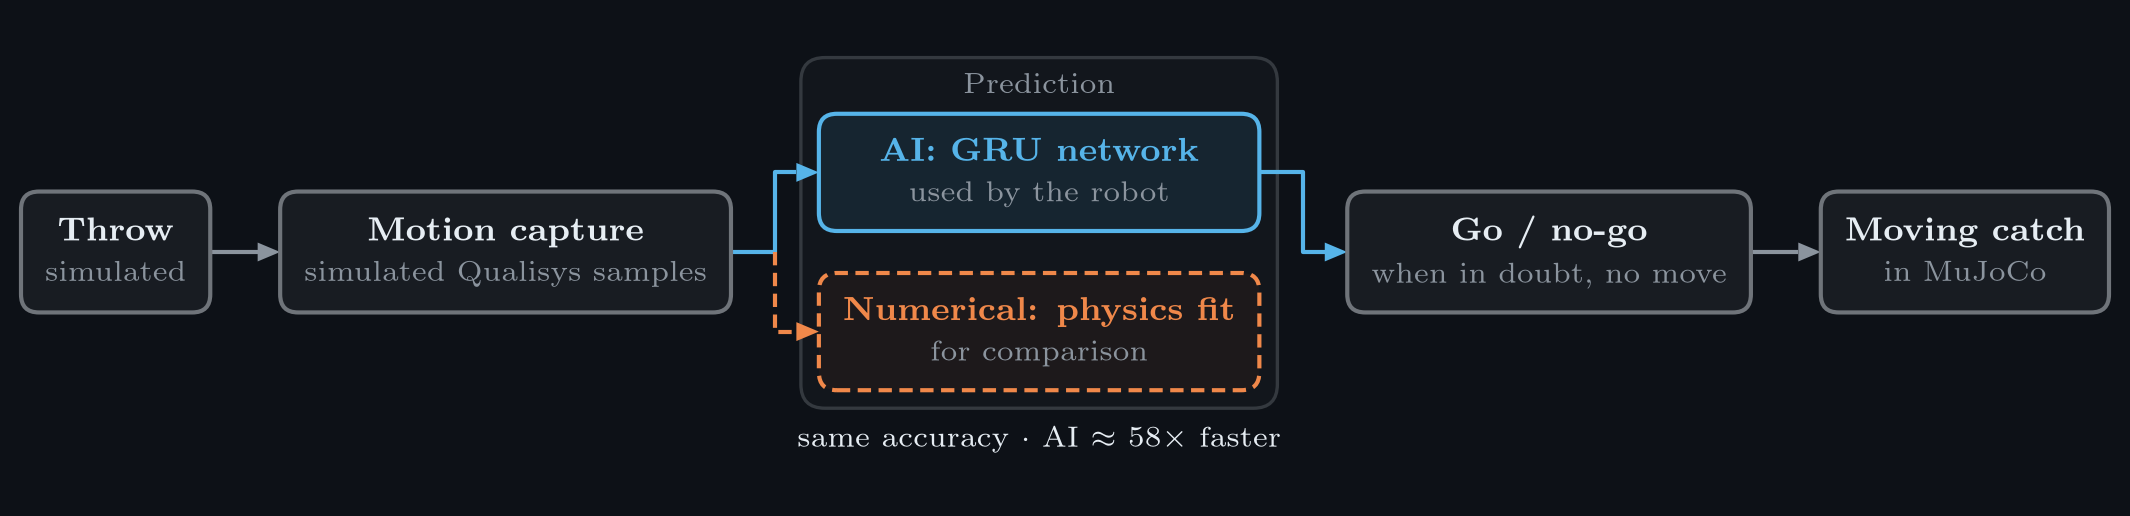 Throw
simulated
Motion capture
simulated Qualisys samples
Prediction
AI: GRU network
used by the robot
Numerical: physics fit
for comparison
same accuracy · AI ≈ 58× faster
Go / no-go
when in doubt, no move
Moving catch
in MuJoCo